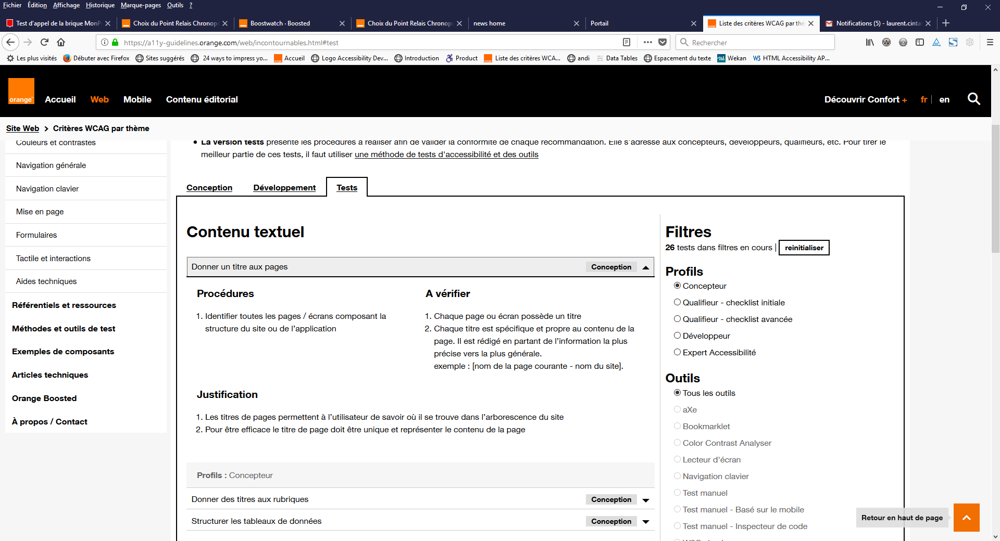 Fichier Édition Affichage Historique Marque-pages Outils ?
Test d'appel de la brique MonP
Choix du Point Relais Chronop
Boostwatch · Boosted
Choix du Point Relais Chronop
news home
Portail
Liste des critères WCAG par thè
Notifications (5) - laurent.cinta
https://a11y-guidelines.orange.com/web/incontournables.html#test
Rechercher
Les plus visités
Débuter avec Firefox
Sites suggérés
24 ways to impress yo...
Accueil
Logo Accessibility Dev...
Introduction
Product
Liste des critères WCA...
andi
Data Tables
Espacement du texte
Wekan
HTML Accessibility AP...
orange™
Accueil Web Mobile Contenu éditorial
Découvrir Confort +
fr | en
Site Web > Critères WCAG par thème
Couleurs et contrastes
Navigation générale
Navigation clavier
Mise en page
Formulaires
Tactile et interactions
Aides techniques
Référentiels et ressources
Méthodes et outils de test
Exemples de composants
Articles techniques
Orange Boosted
À propos / Contact
• La version tests présente les procédures à réaliser afin de valider la conformité de chaque recommandation. Elle s'adresse aux concepteurs, développeurs, qualifieurs, etc. Pour tirer le
meilleur partie de ces tests, il faut utiliser une méthode de tests d'accessibilité et des outils
Conception Développement Tests
Contenu textuel
Donner un titre aux pages
Conception
Procédures
1. Identifier toutes les pages / écrans composant la
structure du site ou de l’application
A vérifier
1. Chaque page ou écran possède un titre
2. Chaque titre est spécifique et propre au contenu de la
page. Il est rédigé en partant de l’information la plus
précise vers la plus générale.
exemple : [nom de la page courante - nom du site].
Justification
1. Les titres de pages permettent à l’utilisateur de savoir où il se trouve dans l’arborescence du site
2. Pour être efficace le titre de page doit être unique et représenter le contenu de la page
Profils : Concepteur
Donner des titres aux rubriques
Conception
Structurer les tableaux de données
Conception
Filtres
26 tests dans filtres en cours | reinitialiser
Profils
Concepteur
Qualifieur - checklist initiale
Qualifieur - checklist avancée
Développeur
Expert Accessibilité
Outils
Tous les outils
aXe
Bookmarklet
Color Contrast Analyser
Lecteur d'écran
Navigation clavier
Test manuel
Test manuel - Basé sur le mobile
Test manuel - Inspecteur de code
Retour en haut de page